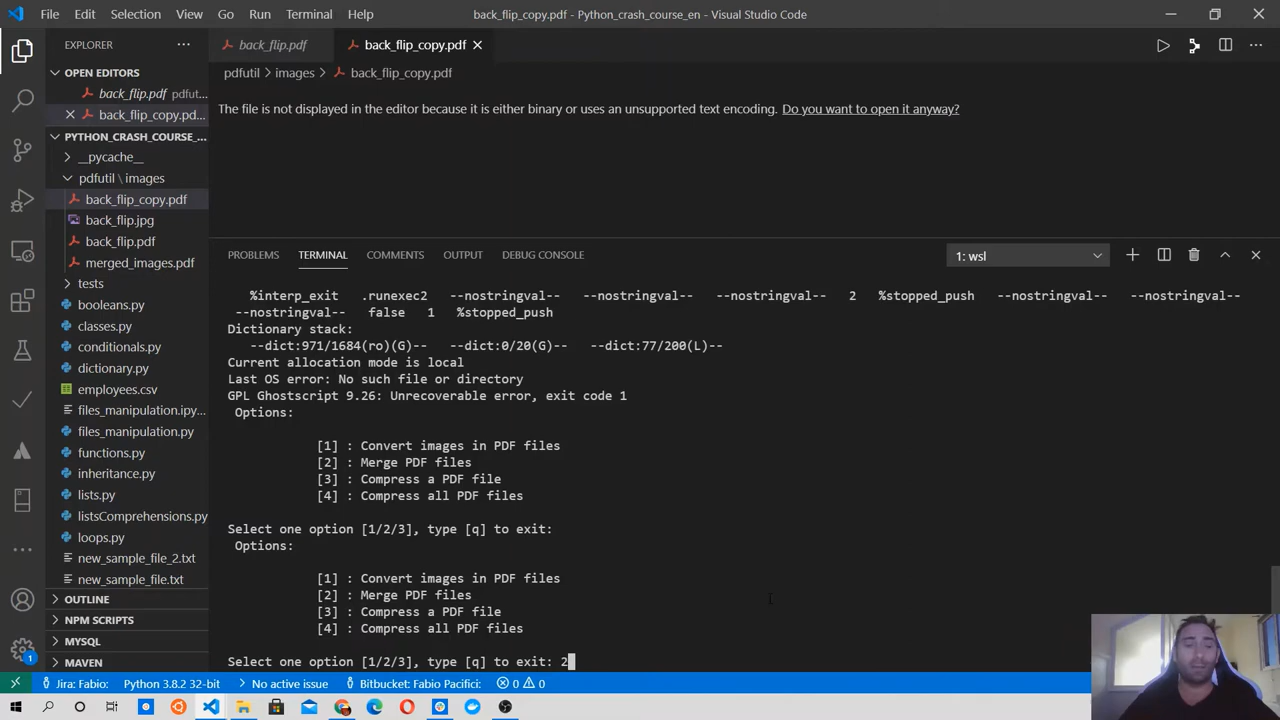 File Edit Selection View Go Run Terminal Help back_flip_copy.pdf - Python_crash_course_en - Visual Studio Code
EXPLORER
back_flip.pdf
back_flip_copy.pdf
OPEN EDITORS
back_flip.pdf pdfut...
back_flip_copy.pd...
PYTHON_CRASH_COURSE_...
__pycache__
pdfutil \ images
back_flip_copy.pdf
back_flip.jpg
back_flip.pdf
merged_images.pdf
tests
booleans.py
classes.py
conditionals.py
dictionary.py
employees.csv
files_manipulation.ipy...
files_manipulation.py
functions.py
inheritance.py
lists.py
listsComprehensions.py
loops.py
new_sample_file_2.txt
new_sample_file.txt
OUTLINE
NPM SCRIPTS
MYSQL
MAVEN
pdfutil > images > back_flip_copy.pdf
The file is not displayed in the editor because it is either binary or uses an unsupported text encoding. Do you want to open it anyway?
PROBLEMS TERMINAL COMMENTS OUTPUT DEBUG CONSOLE 1: wsl
%interp_exit .runexec2 --nostringval-- --nostringval-- --nostringval-- 2 %stopped_push --nostringval-- --nostringval--
--nostringval-- false 1 %stopped_push
Dictionary stack:
--dict:971/1684(ro)(G)-- --dict:0/20(G)-- --dict:77/200(L)--
Current allocation mode is local
Last OS error: No such file or directory
GPL Ghostscript 9.26: Unrecoverable error, exit code 1
Options:
[1] : Convert images in PDF files
[2] : Merge PDF files
[3] : Compress a PDF file
[4] : Compress all PDF files
Select one option [1/2/3], type [q] to exit:
Options:
[1] : Convert images in PDF files
[2] : Merge PDF files
[3] : Compress a PDF file
[4] : Compress all PDF files
Select one option [1/2/3], type [q] to exit: 2
1
Jira: Fabio: Python 3.8.2 32-bit No active issue Bitbucket: Fabio Pacifici: 0 0